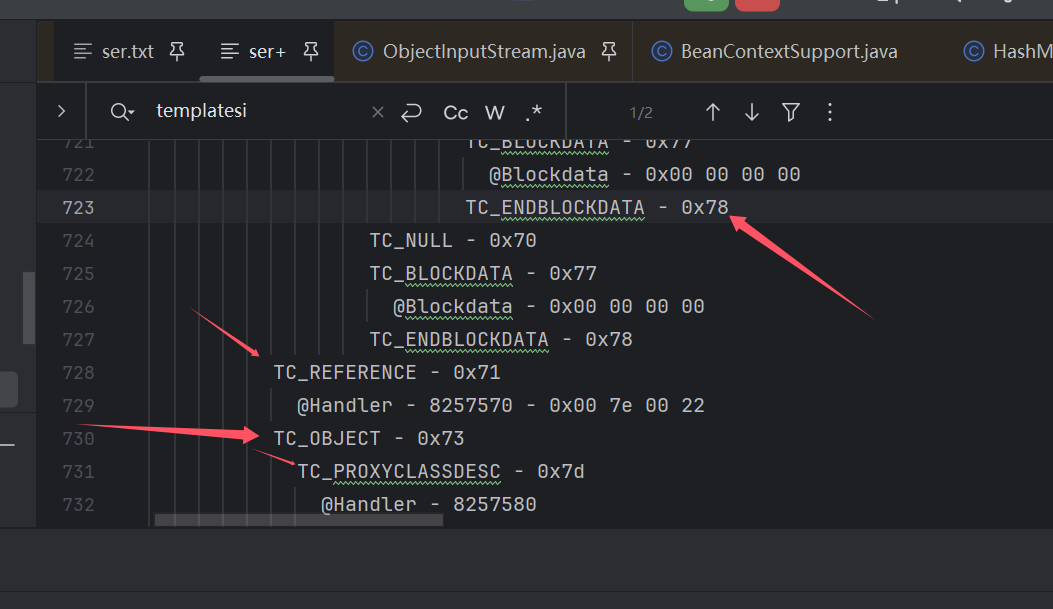 ser.txt ser+ ObjectInputStream.java BeanContextSupport.java HashM
templatesi Cc W .* 1/2
721 TC_BLOCKDATA - 0x77
722 @Blockdata - 0x00 00 00 00
723 TC_ENDBLOCKDATA - 0x78
724 TC_NULL - 0x70
725 TC_BLOCKDATA - 0x77
726 @Blockdata - 0x00 00 00 00
727 TC_ENDBLOCKDATA - 0x78
728 TC_REFERENCE - 0x71
729 @Handler - 8257570 - 0x00 7e 00 22
730 TC_OBJECT - 0x73
731 TC_PROXYCLASSDESC - 0x7d
732 @Handler - 8257580